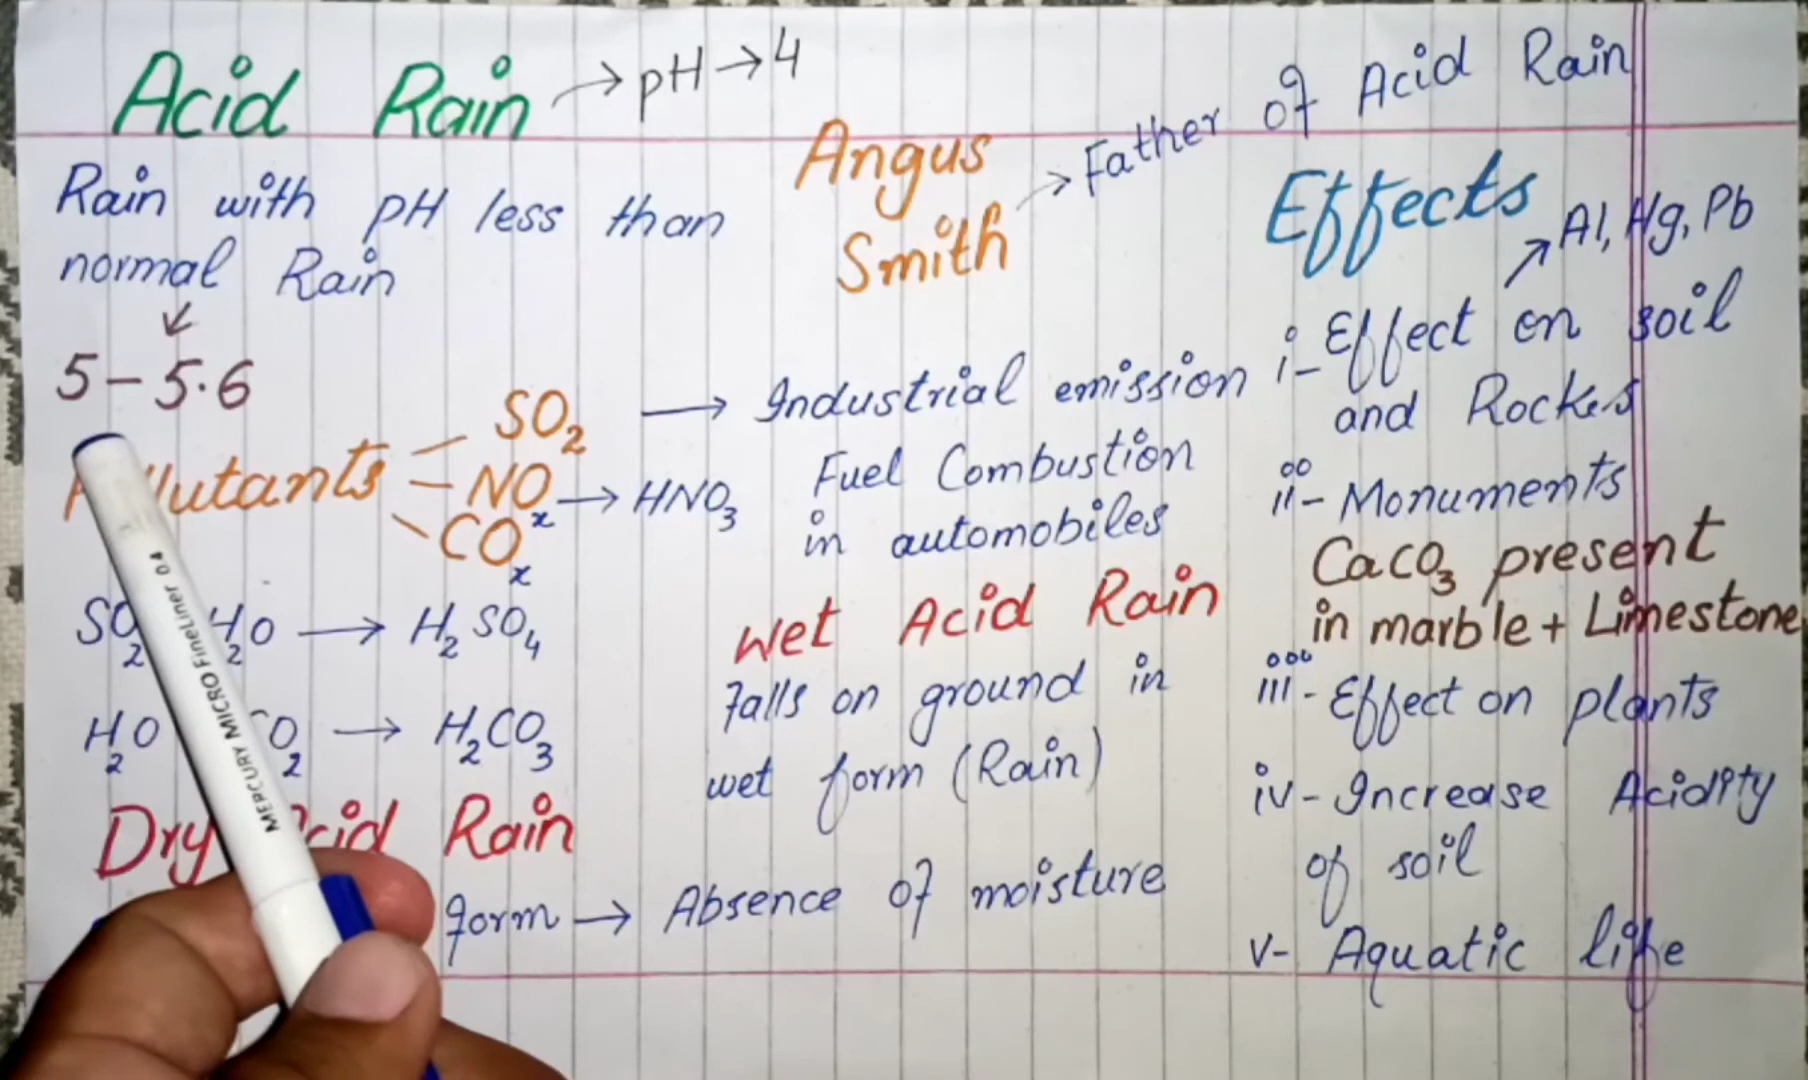 Acid Rain → pH → 4
Rain with pH less than
normal Rain
5 - 5.6
Angus
Smith → Father of Acid Rain
SO₂ → Industrial emission
NOx → HNO₃ Fuel Combustion
in automobiles
COx
H₂O → H₂SO₄
H₂O → H₂CO₃
Rain
form → Absence of moisture
Wet Acid Rain
Falls on ground in
wet form (Rain)
Effects
Al, Hg, Pb
i- Effect on soil
and Rockes
ii- Monuments
CaCO₃ present
in marble + Limestone
iii- Effect on plants
iv- Increase Acidity
of soil
v- Aquatic life
MERCURY MICRO FineLiner 0.4